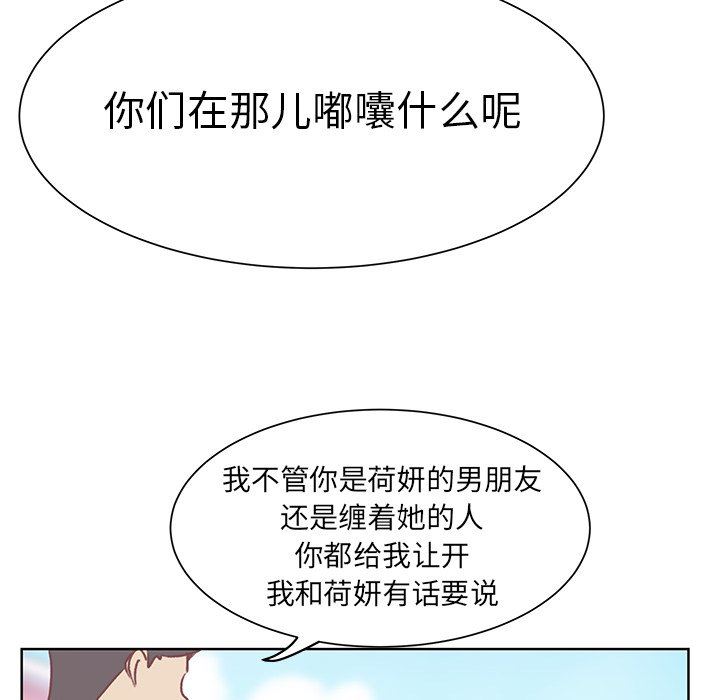 你们在那儿嘟囔什么呢
我不管你是荷妍的男朋友
还是缠着她的人
你都给我让开
我和荷妍有话要说